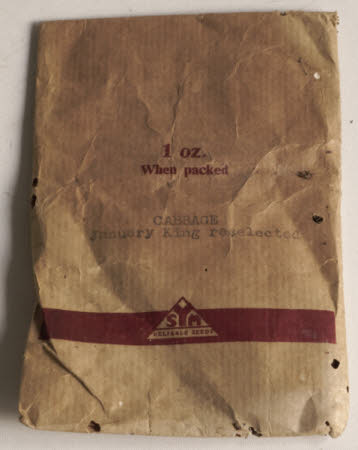 1 oz.
When packed
CABBAGE
January King reselected
RELIABLE SEEDS